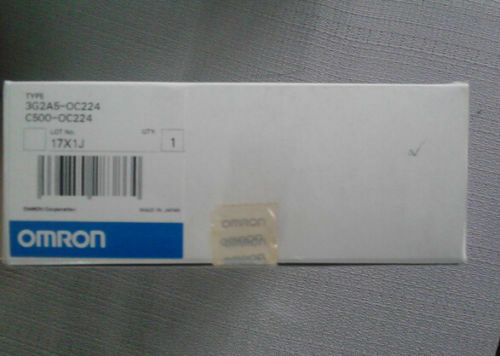 TYPE
3G2A5-OC224
C500-OC224
LOT No. QTY.
17X1J 1
OMRON Corporation MADE IN JAPAN
OMRON
OMRON
OMRON
OMRON